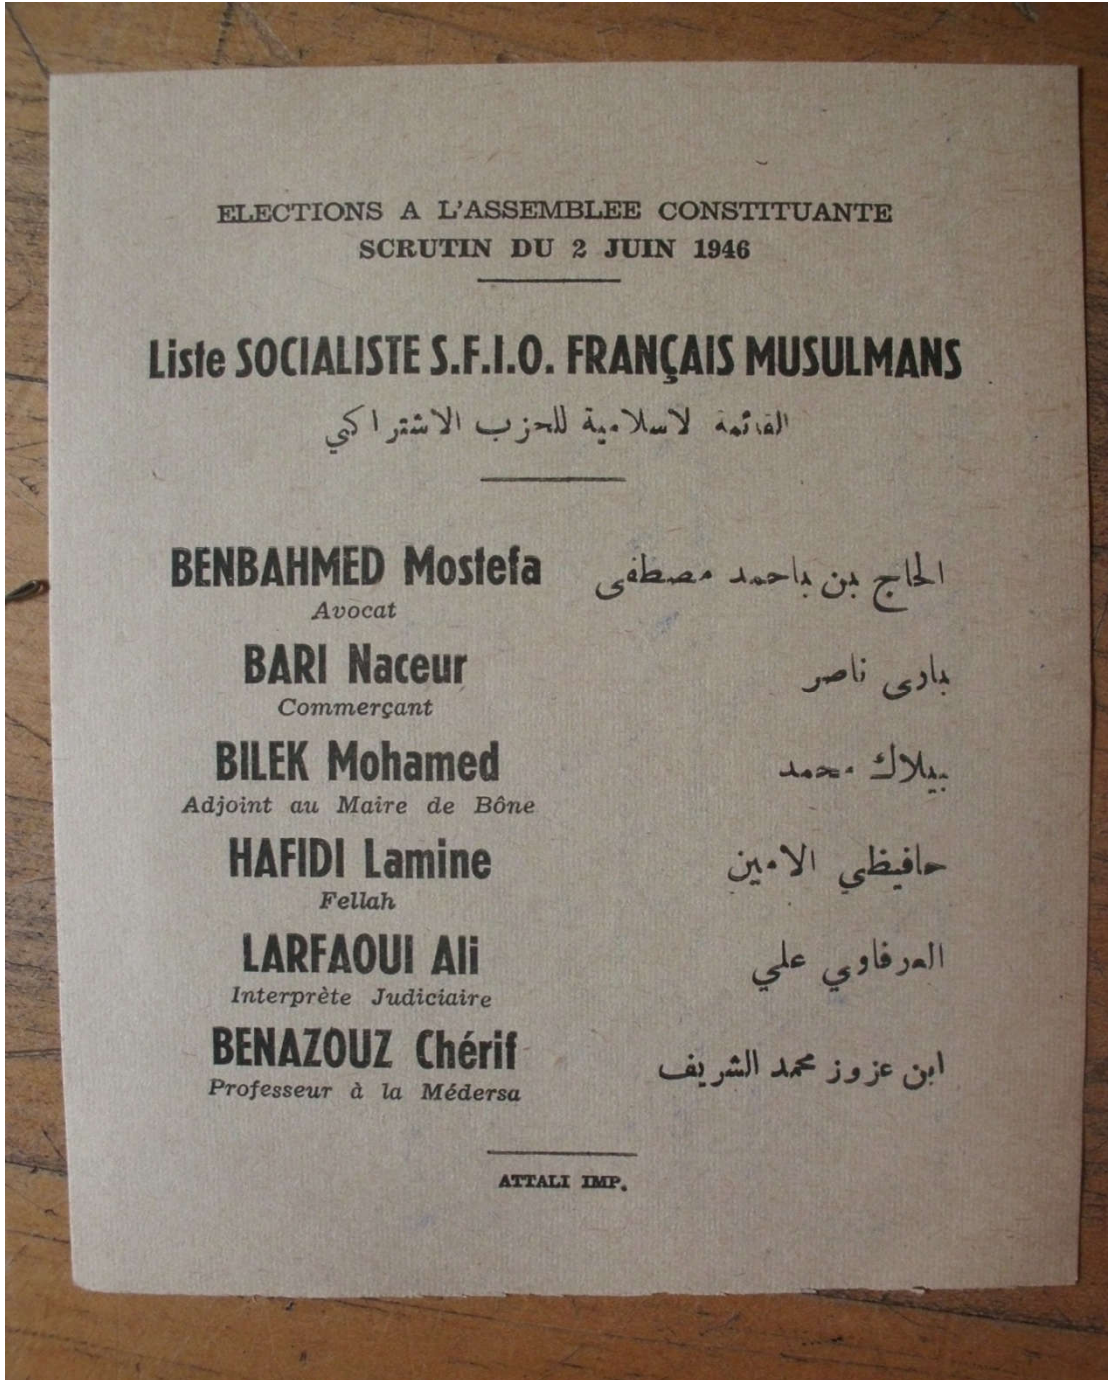 ELECTIONS A L'ASSEMBLEE CONSTITUANTE
SCRUTIN DU 2 JUIN 1946
Liste SOCIALISTE S.F.I.O. FRANÇAIS MUSULMANS
القائمة لاسلامية للحزب الاشتراكي
BENBAHMED Mostefa الحاج بن باحمد مصطفى
Avocat
BARI Naceur بارى ناصر
Commerçant
BILEK Mohamed بيلاك محمد
Adjoint au Maire de Bône
HAFIDI Lamine حافيظي الامين
Fellah
LARFAOUI Ali العرفاوي علي
Interprète Judiciaire
BENAZOUZ Chérif ابن عزوز محمد الشريف
Professeur à la Médersa
ATTALI IMP.